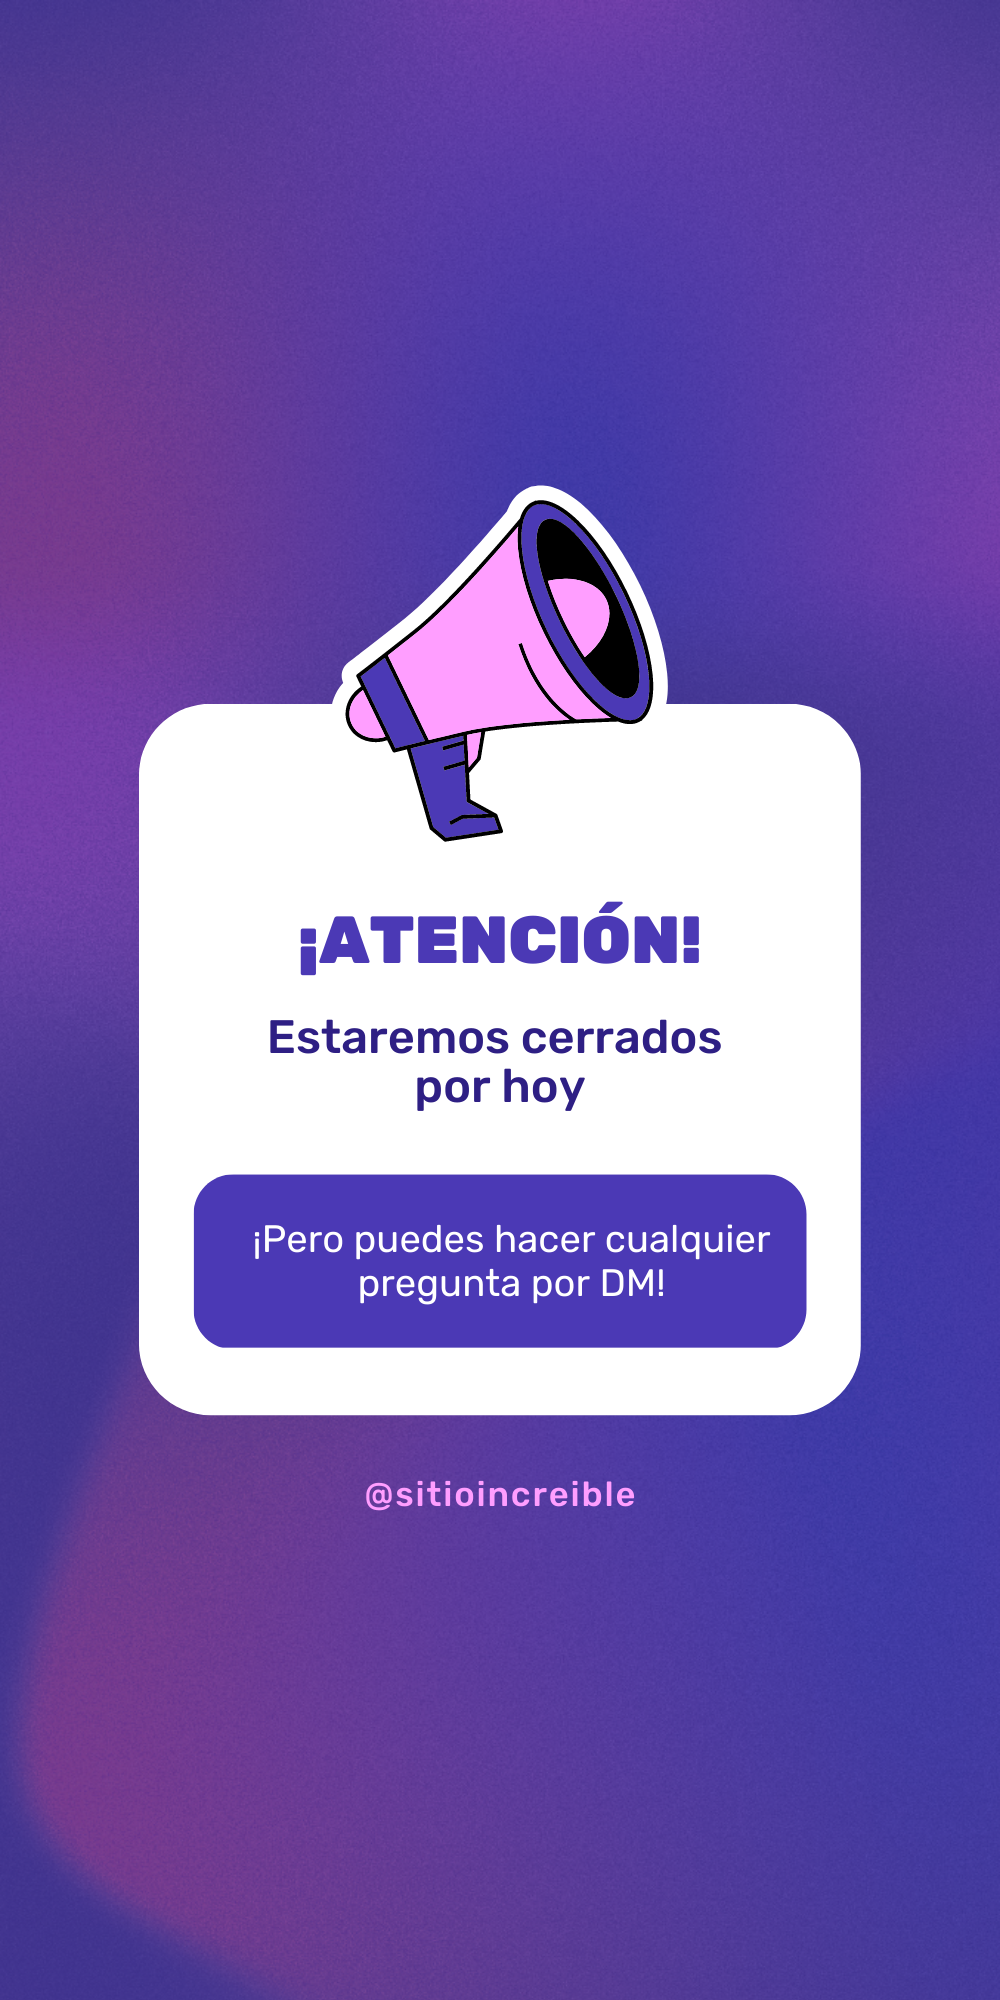 ¡ATENCIÓN!
Estaremos cerrados
por hoy
¡Pero puedes hacer cualquier
pregunta por DM!
@sitioincreible